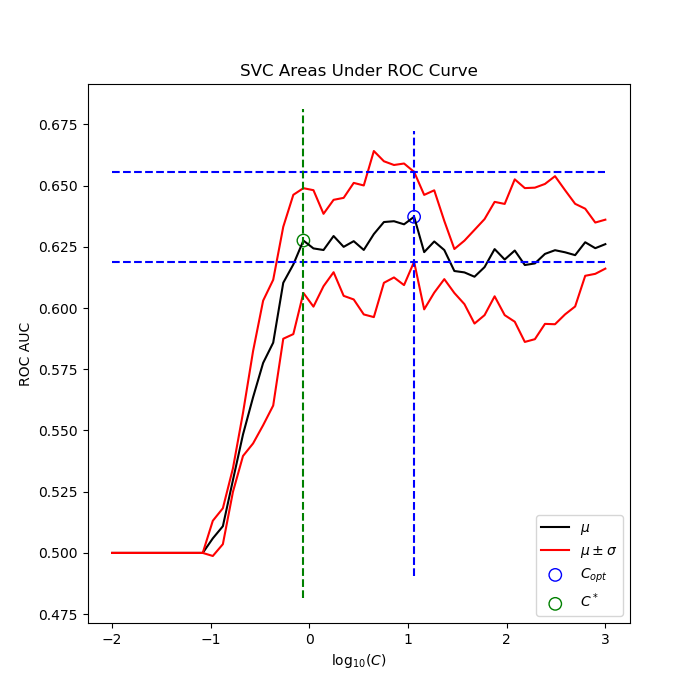 SVC Areas Under ROC Curve
ROC AUC
0.675
0.650
0.625
0.600
0.575
0.550
0.525
0.500
0.475
−2 −1 0 1 2 3
log₁₀(C)
μ
μ ± σ
C_opt
C*